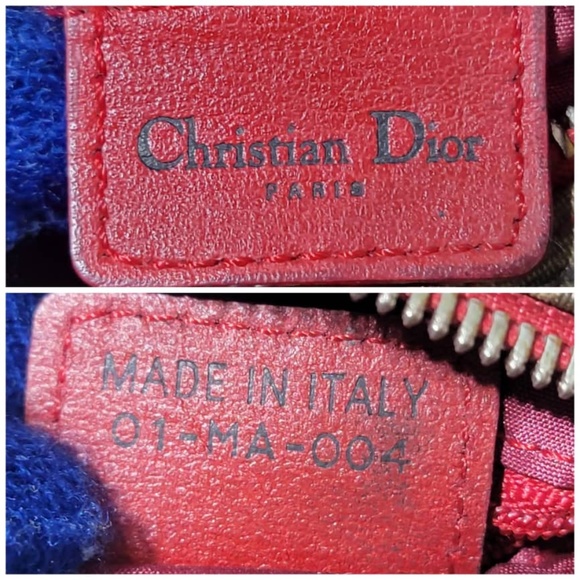 Christian Dior
PARIS
MADE IN ITALY
01-MA-004